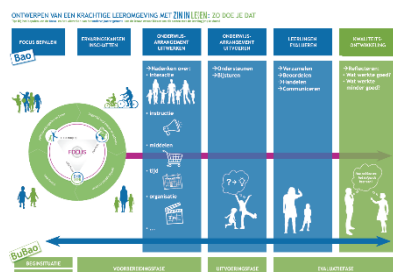 ONTWERPEN VAN EEN KRACHTIGE LEEROMGEVING MET ZIN IN LEREN: ZO DOE JE DAT
FOCUS BEPALEN
ERVARINGSKANSEN
INSCHATTEN
ONDERWIJS-
ARRANGEMENT
UITWERKEN
ONDERWIJS-
ARRANGEMENT
UITVOEREN
LEERLINGEN
EVALUEREN
KWALITEITS-
ONTWIKKELING
Bao
Nadenken over:
• interactie
• instructie
• middelen
• tijd
• organisatie
• ...
Ondersteunen
Bijsturen
Verzamelen
Beoordelen
Handelen
Communiceren
Reflecteren:
• Wat werkte goed?
• Wat werkte
minder goed?
FOCUS
BuBao
BEGINSITUATIE
VOORBEREIDINGSFASE
UITVOERINGSFASE
EVALUATIEFASE